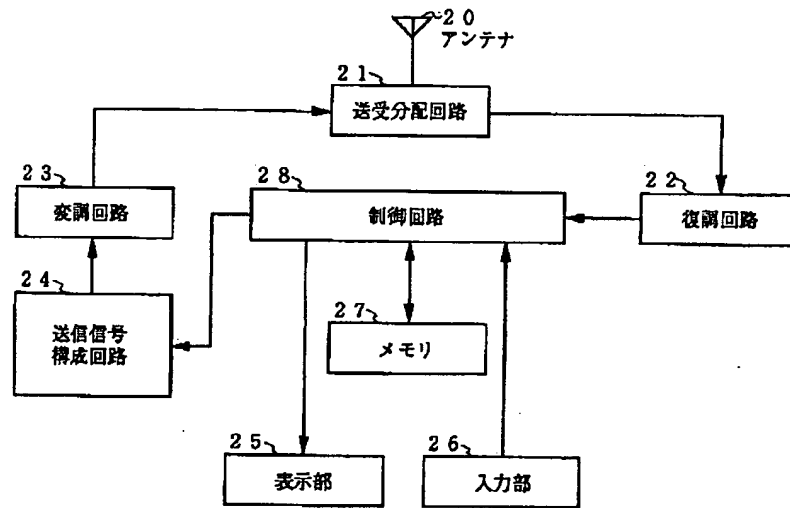 ２０
アンテナ
２１
送受分配回路
２３
変調回路
２８
制御回路
２２
復調回路
２４
送信信号
構成回路
２７
メモリ
２５
表示部
２６
入力部